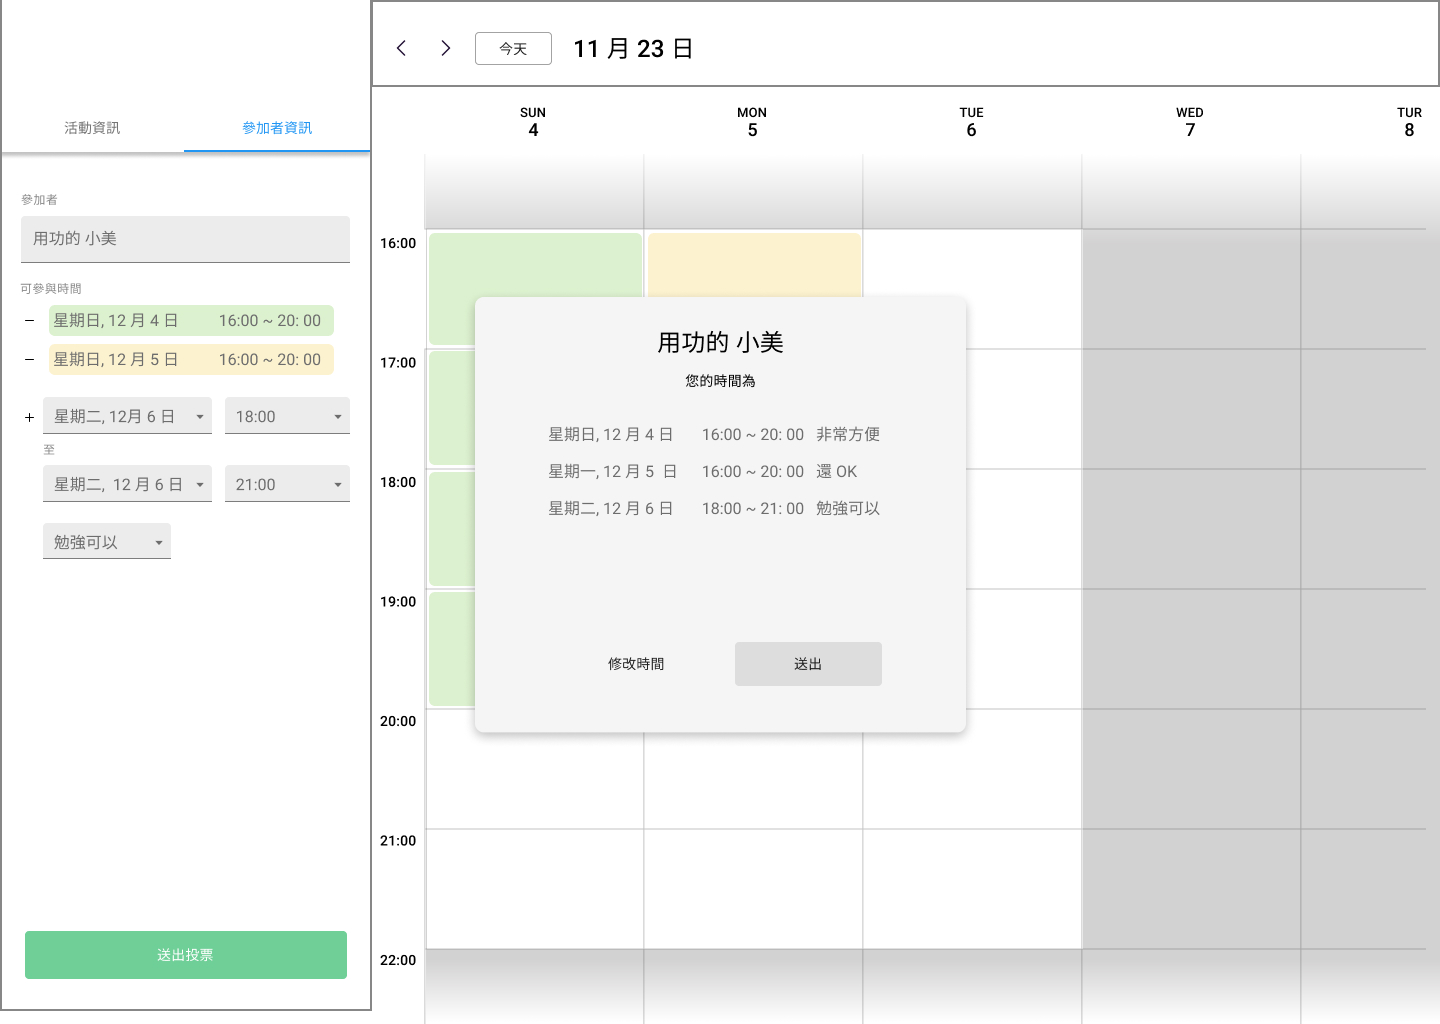 活動資訊
參加者資訊
參加者
用功的 小美
可參與時間
星期日, 12 月 4 日 16:00 ~ 20: 00
星期日, 12 月 5 日 16:00 ~ 20: 00
星期二, 12月 6 日 18:00
至
星期二, 12 月 6 日 21:00
勉強可以
送出投票
今天 11 月 23 日
SUN MON TUE WED TUR
4 5 6 7 8
16:00
17:00
18:00
19:00
20:00
21:00
22:00
用功的 小美
您的時間為
星期日, 12 月 4 日 16:00 ~ 20: 00 非常方便
星期一, 12 月 5 日 16:00 ~ 20: 00 還 OK
星期二, 12 月 6 日 18:00 ~ 21: 00 勉強可以
修改時間 送出